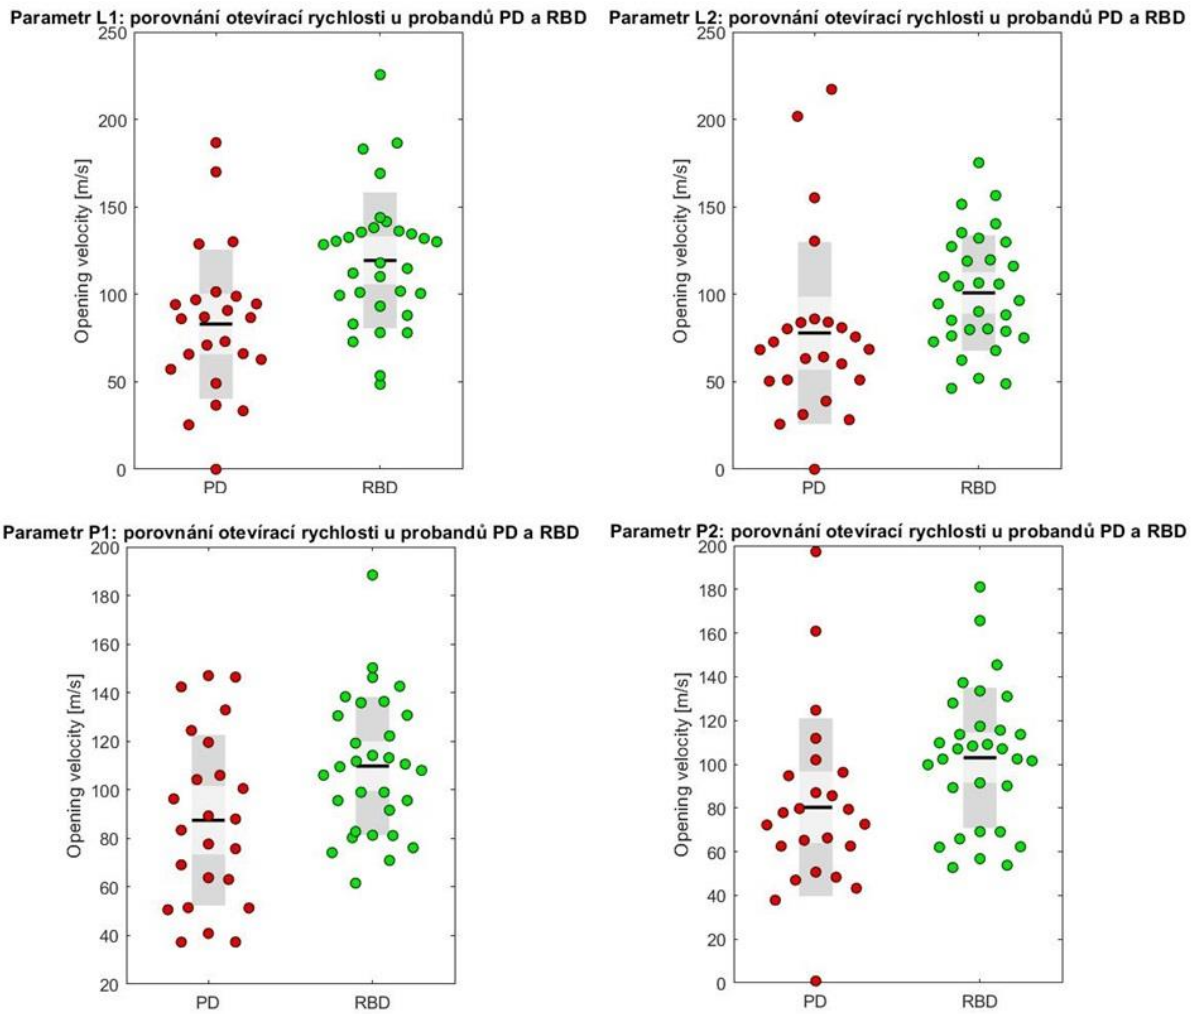 Parametr L1: porovnání otevírací rychlosti u probandů PD a RBD
250
200
150
100
50
0
Opening velocity [m/s]
PD
RBD
Parametr L2: porovnání otevírací rychlosti u probandů PD a RBD
250
200
150
100
50
0
Opening velocity [m/s]
PD
RBD
Parametr P1: porovnání otevírací rychlosti u probandů PD a RBD
200
180
160
140
120
100
80
60
40
20
Opening velocity [m/s]
PD
RBD
Parametr P2: porovnání otevírací rychlosti u probandů PD a RBD
200
180
160
140
120
100
80
60
40
20
0
Opening velocity [m/s]
PD
RBD